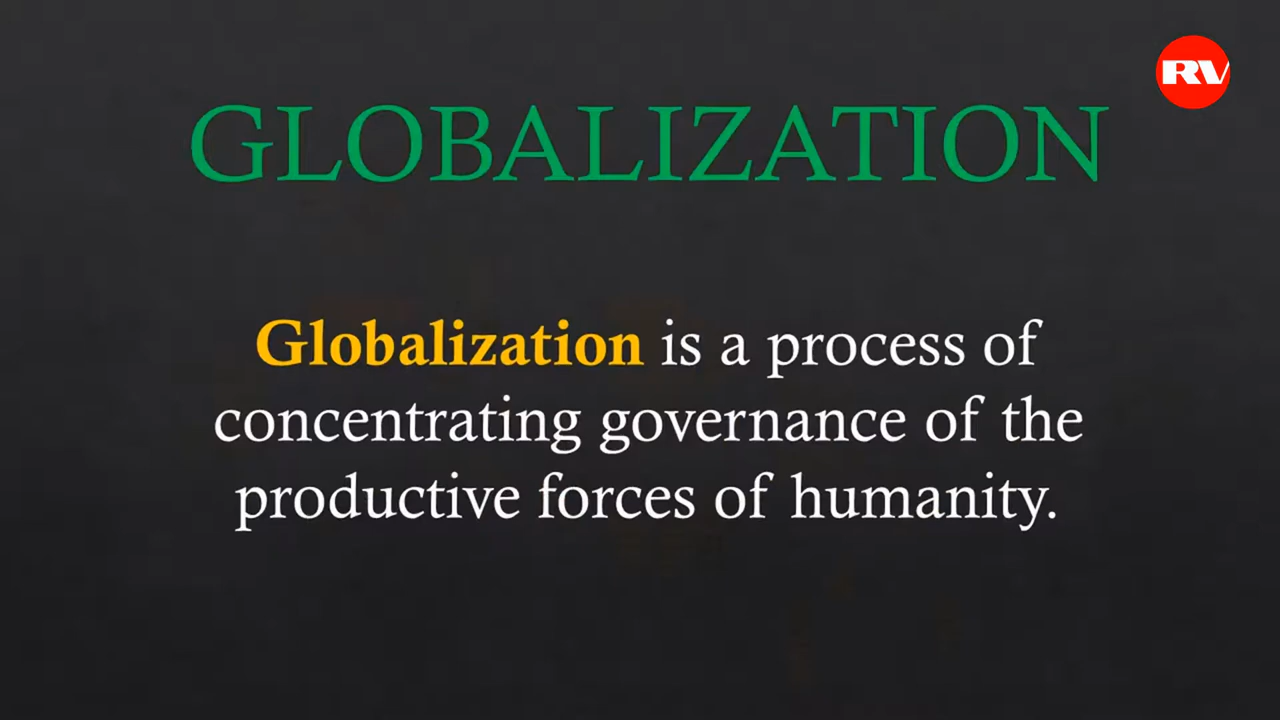 RV
GLOBALIZATION
Globalization is a process of
concentrating governance of the
productive forces of humanity.